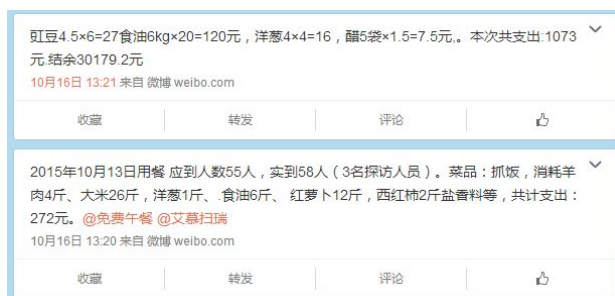 豇豆4.5×6=27食油6kg×20=120元，洋葱4×4=16，醋5袋×1.5=7.5元,。本次共支出:1073
元.结余30179.2元
10月16日 13:21 来自 微博 weibo.com
收藏 转发 评论
2015年10月13日用餐 应到人数55人，实到58人（3名探访人员）。菜品：抓饭，消耗羊
肉4斤、大米26斤，洋葱1斤、.食油6斤、 红萝卜12斤，西红柿2斤盐香料等，共计支出：
272元。@免费午餐 @艾慕扫瑞
10月16日 13:20 来自 微博 weibo.com
收藏 转发 评论